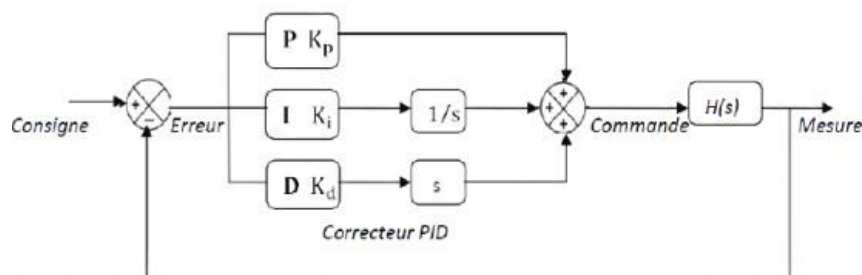 P Kp
+ + + +
−
I Ki
1/s
+
H(s)
Consigne
Erreur
Commande
Mesure
D Kd
s
Correcteur PID